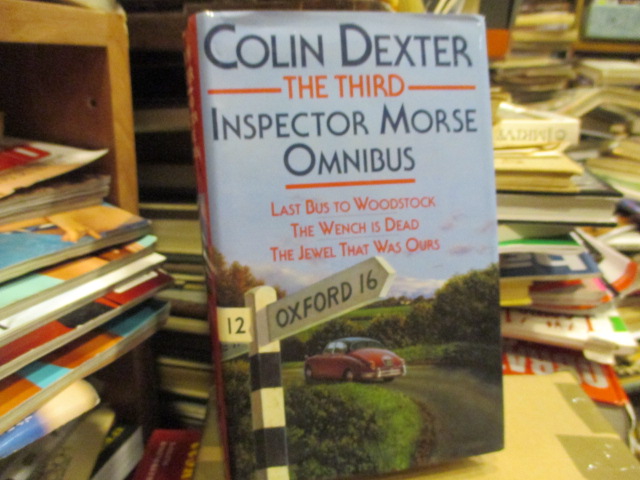 COLIN DEXTER
THE THIRD
INSPECTOR MORSE
OMNIBUS
LAST BUS TO WOODSTOCK
THE WENCH IS DEAD
THE JEWEL THAT WAS OURS
OXFORD 16
12